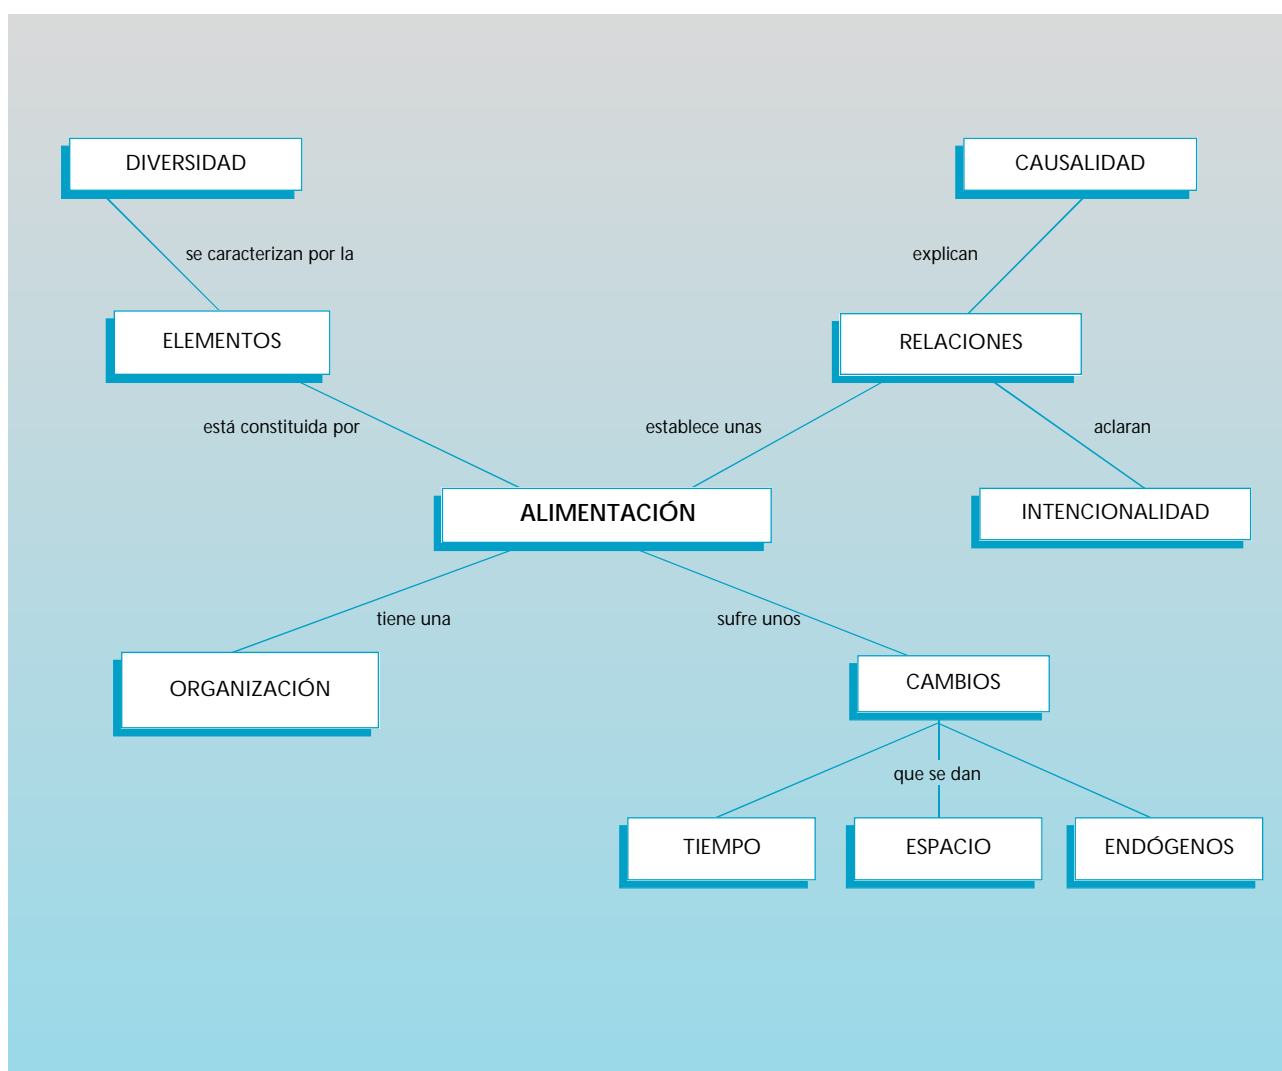 DIVERSIDAD
CAUSALIDAD
se caracterizan por la
explican
ELEMENTOS
RELACIONES
está constituida por
establece unas
aclaran
ALIMENTACIÓN
INTENCIONALIDAD
tiene una
sufre unos
ORGANIZACIÓN
CAMBIOS
que se dan
TIEMPO
ESPACIO
ENDÓGENOS